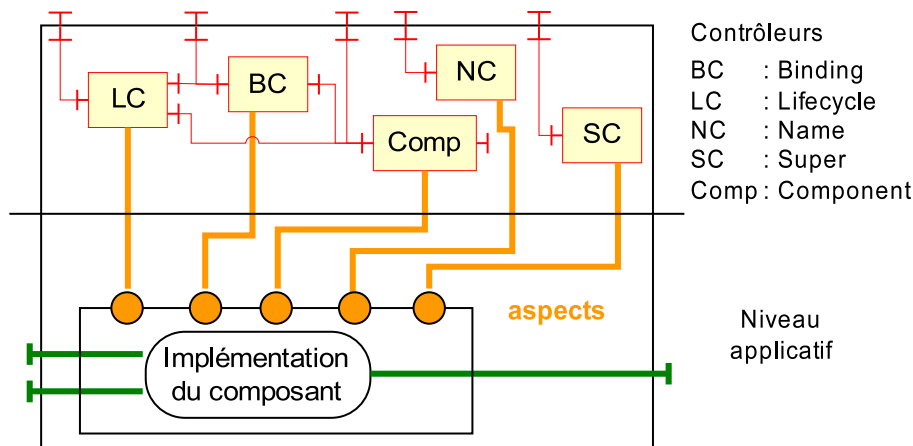 LC
BC
NC
Comp
SC
Contrôleurs
BC : Binding
LC : Lifecycle
NC : Name
SC : Super
Comp : Component
aspects
Niveau
applicatif
Implémentation
du composant